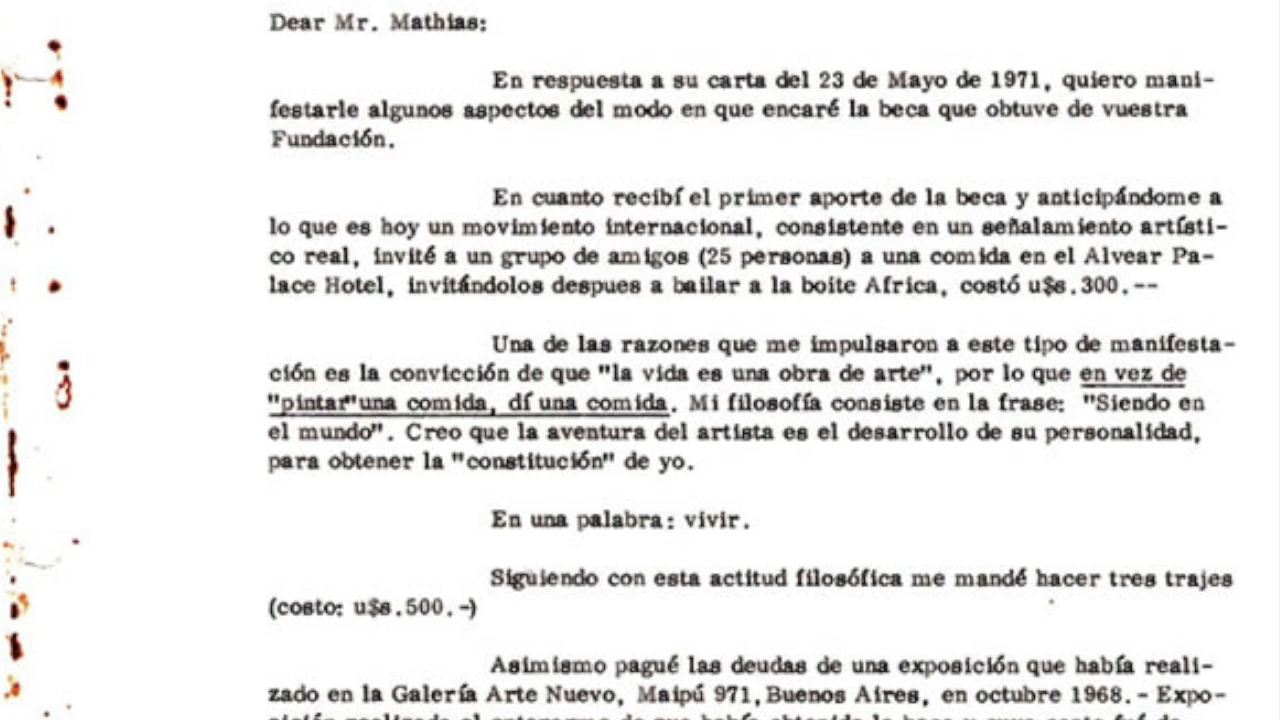 Dear Mr. Mathias:
En respuesta a su carta del 23 de Mayo de 1971, quiero mani-
festarle algunos aspectos del modo en que encaré la beca que obtuve de vuestra
Fundación.
En cuanto recibí el primer aporte de la beca y anticipándome a
lo que es hoy un movimiento internacional, consistente en un señalamiento artísti-
co real, invité a un grupo de amigos (25 personas) a una comida en el Alvear Pa-
lace Hotel, invitándolos despues a bailar a la boite Africa, costó u$s.300.--
Una de las razones que me impulsaron a este tipo de manifesta-
ción es la convicción de que "la vida es una obra de arte", por lo que en vez de
"pintar"una comida, dí una comida. Mi filosofía consiste en la frase: "Siendo en
el mundo". Creo que la aventura del artista es el desarrollo de su personalidad,
para obtener la "constitución" de yo.
En una palabra: vivir.
Siguiendo con esta actitud filosófica me mandé hacer tres trajes
(costo: u$s.500.-)
Asimismo pagué las deudas de una exposición que había reali-
zado en la Galería Arte Nuevo, Maipú 971, Buenos Aires, en octubre 1968.- Expo-